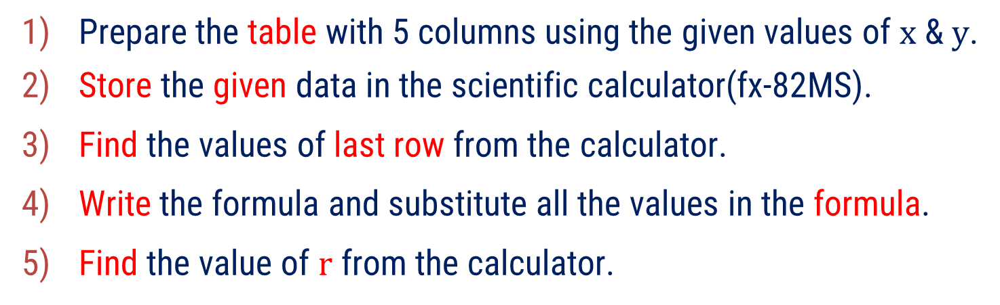 1) Prepare the table with 5 columns using the given values of x & y.
2) Store the given data in the scientific calculator(fx-82MS).
3) Find the values of last row from the calculator.
4) Write the formula and substitute all the values in the formula.
5) Find the value of r from the calculator.